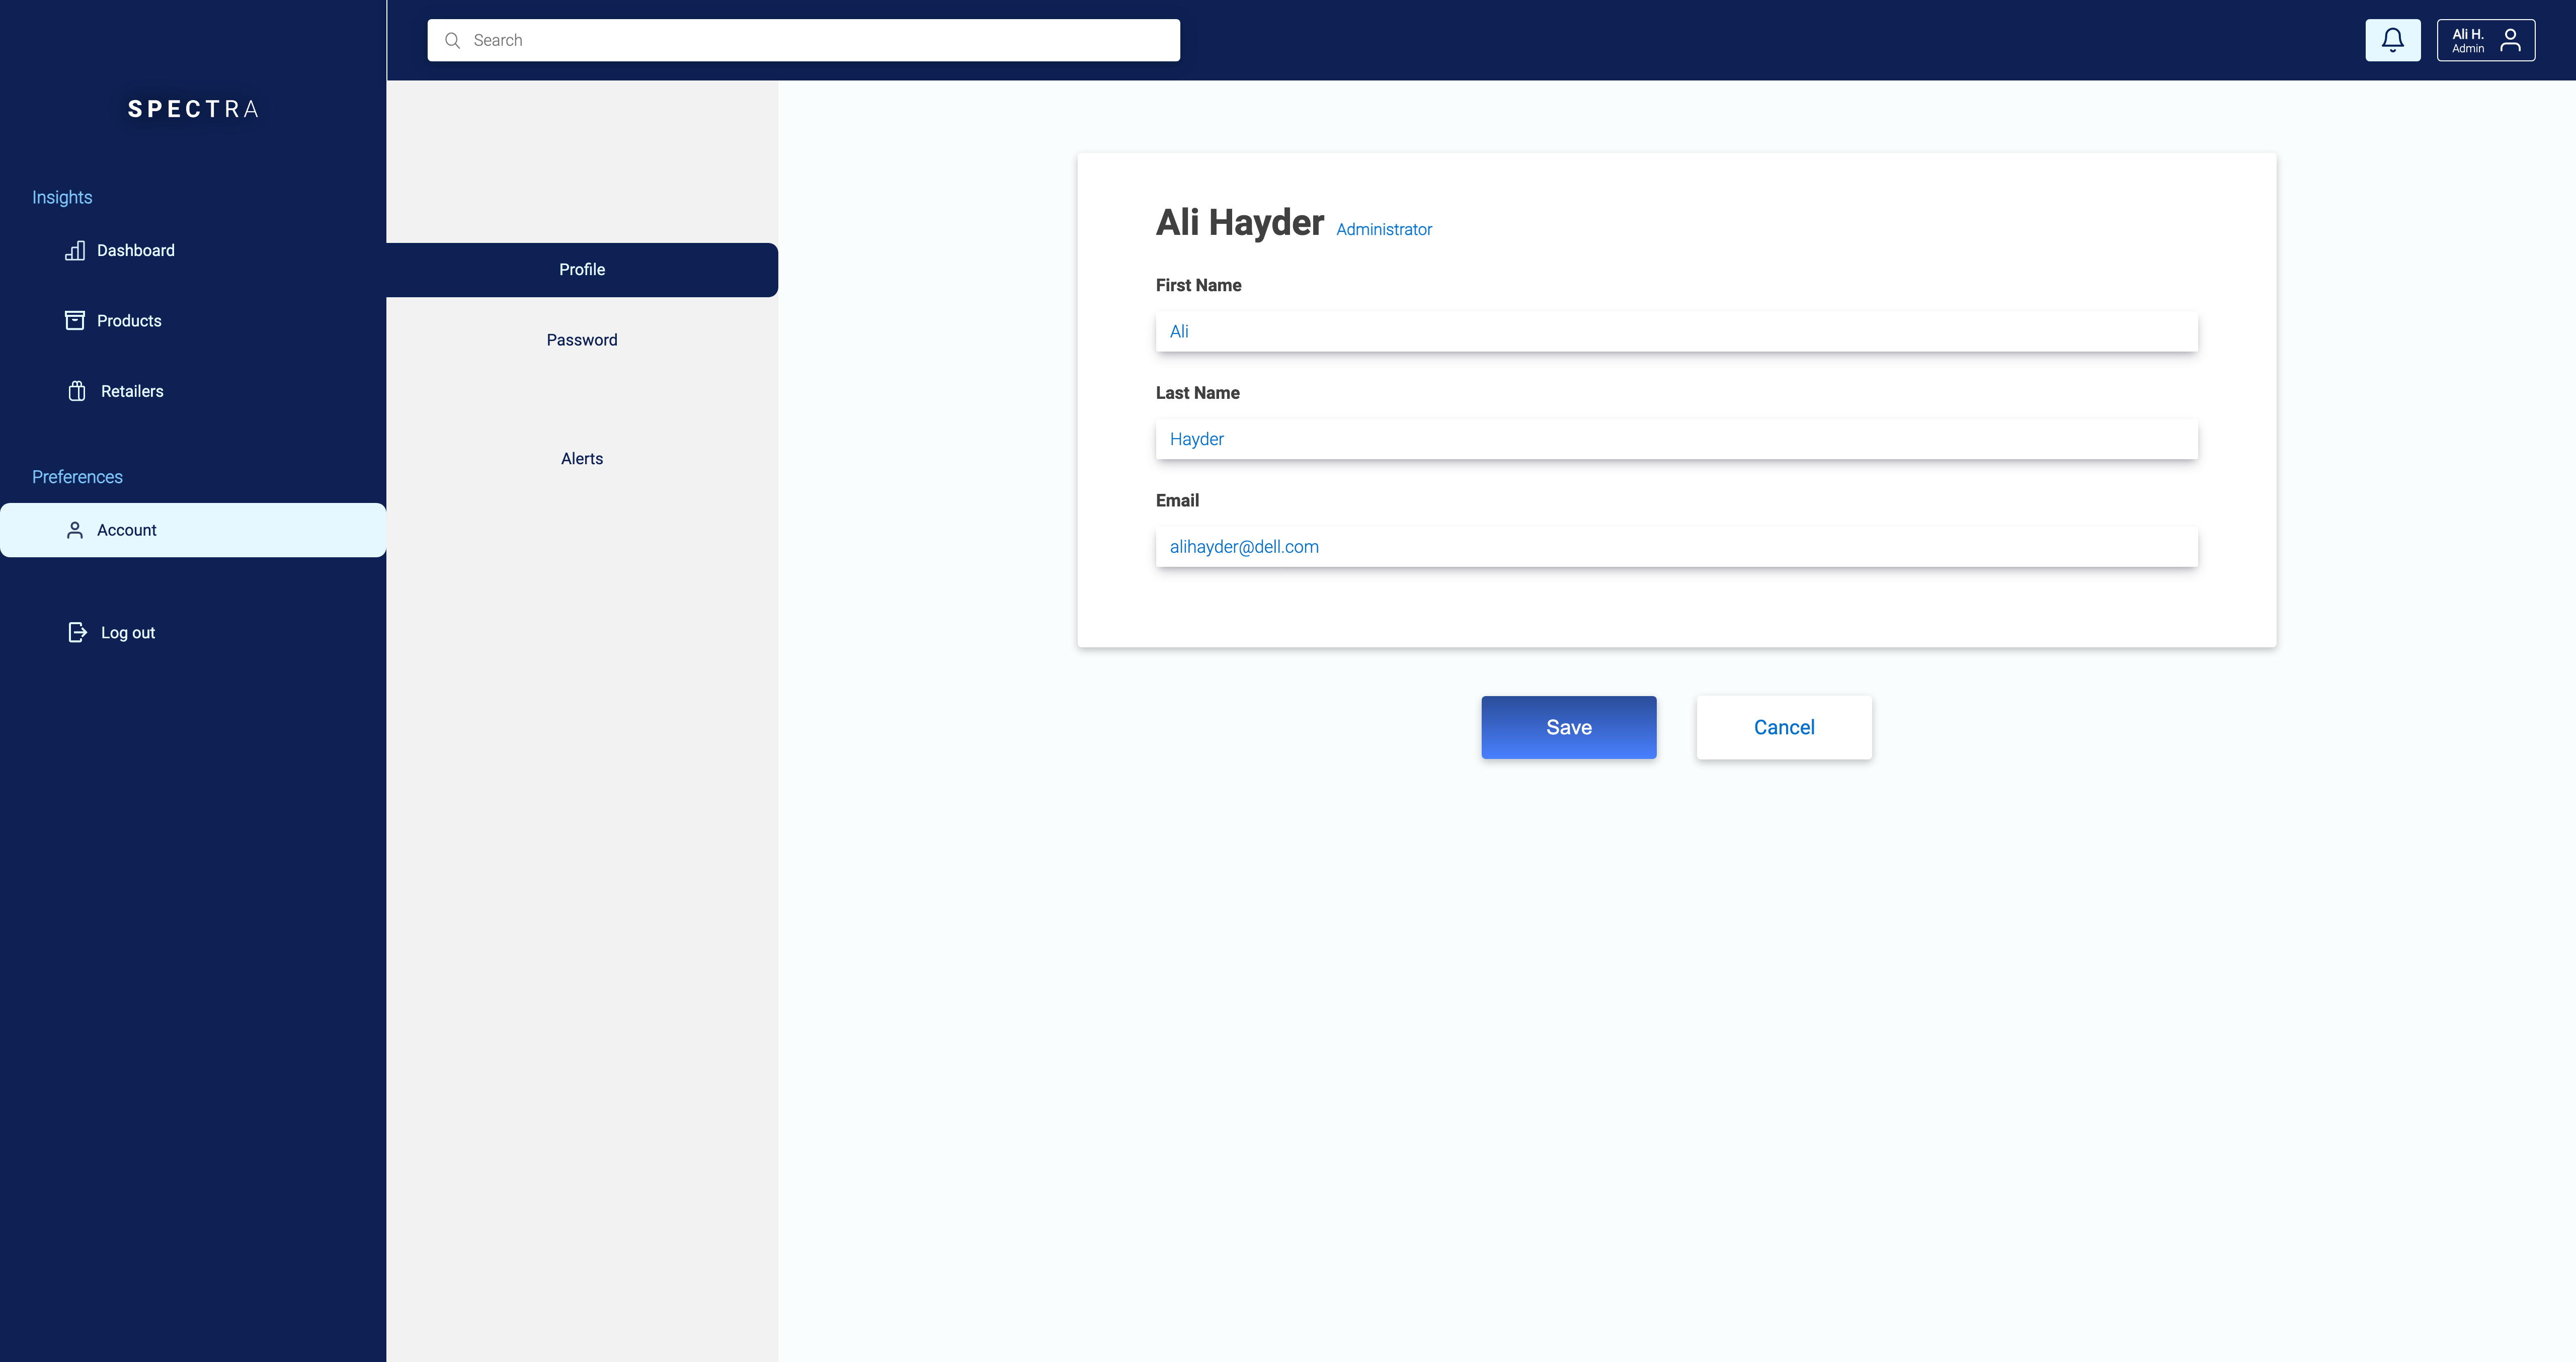 Search
Ali H.
Admin
SPECTRA
Insights
Dashboard
Products
Retailers
Preferences
Account
Log out
Profile
Password
Alerts
Ali Hayder Administrator
First Name
Ali
Last Name
Hayder
Email
alihayder@dell.com
Save
Cancel